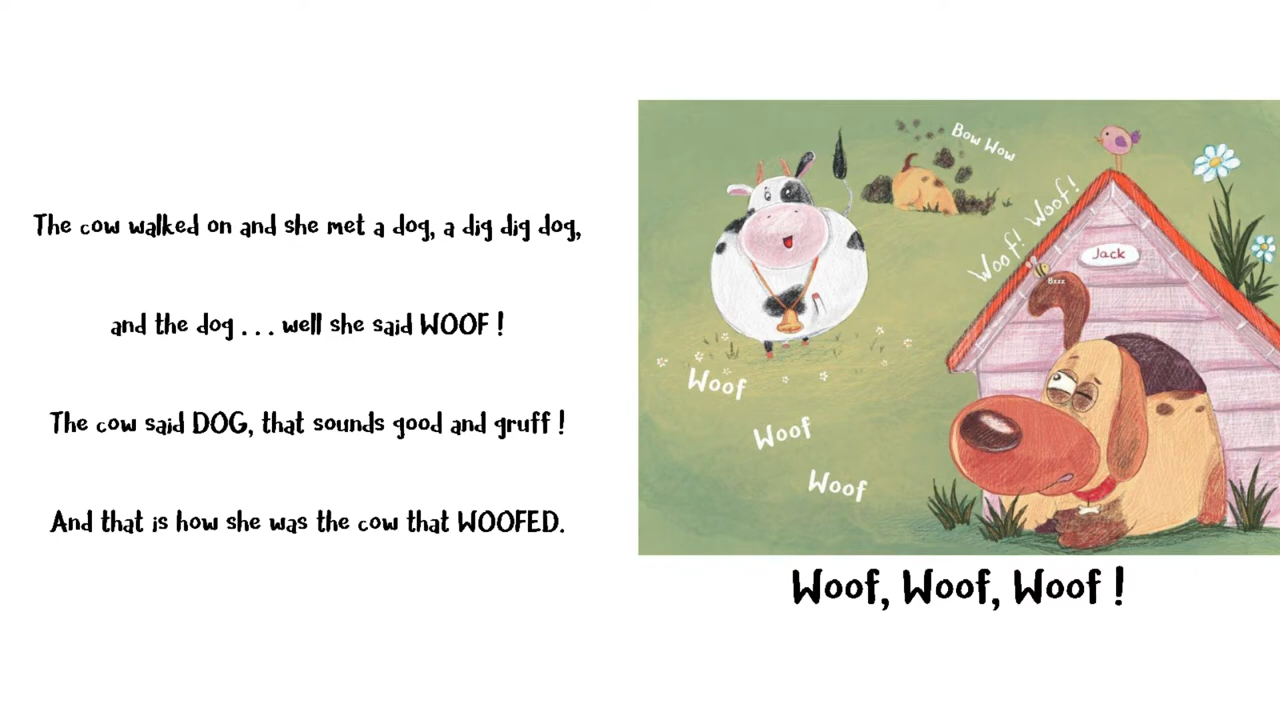 The cow walked on and she met a dog, a dig dig dog,
and the dog . . . well she said WOOF !
The cow said DOG, that sounds good and gruff !
And that is how she was the cow that WOOFED.
Bow Wow
Woof! Woof!
Jack
Bzzz
Woof
Woof
Woof
Woof, Woof, Woof !